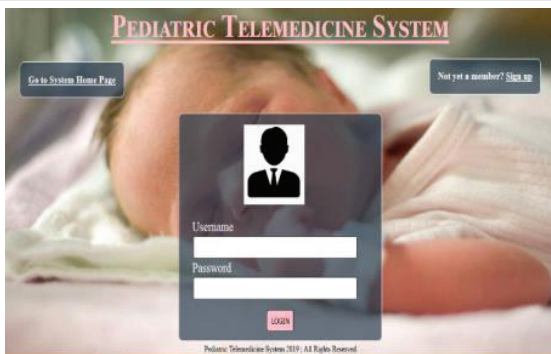 PEDIATRIC TELEMEDICINE SYSTEM
Go to System Home Page
Not yet a member? Sign up
Username
Password
LOGIN
Pediatric Telemedicine System 2019 | All Rights Reserved